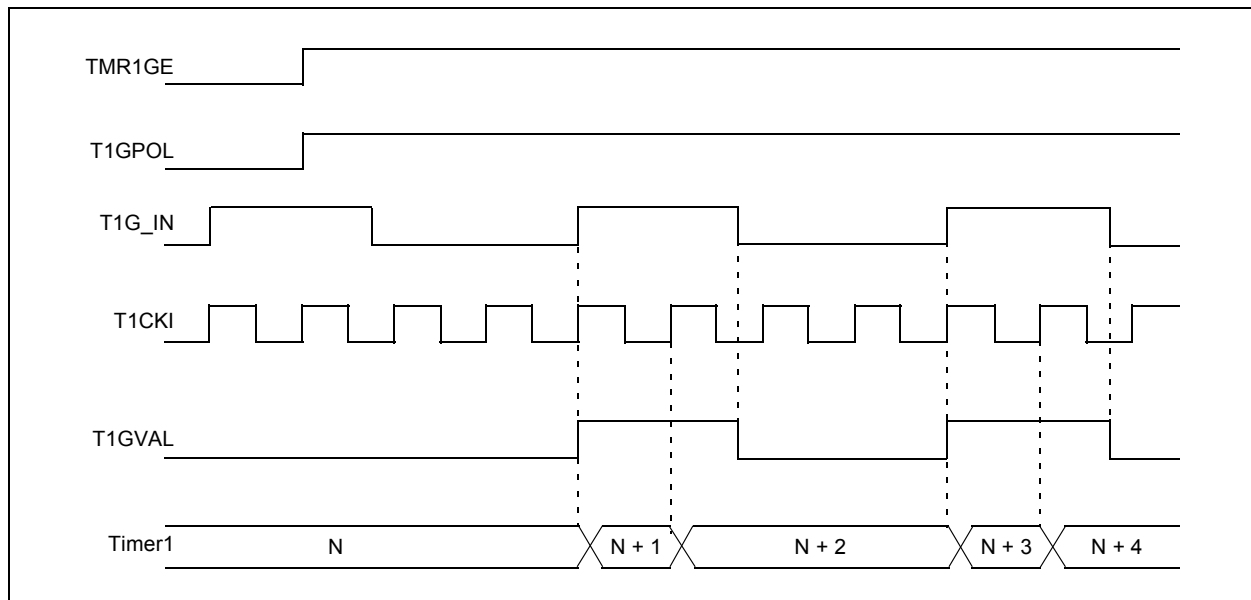 TMR1GE
T1GPOL
T1G_IN
T1CKI
T1GVAL
Timer1 N N + 1 N + 2 N + 3 N + 4